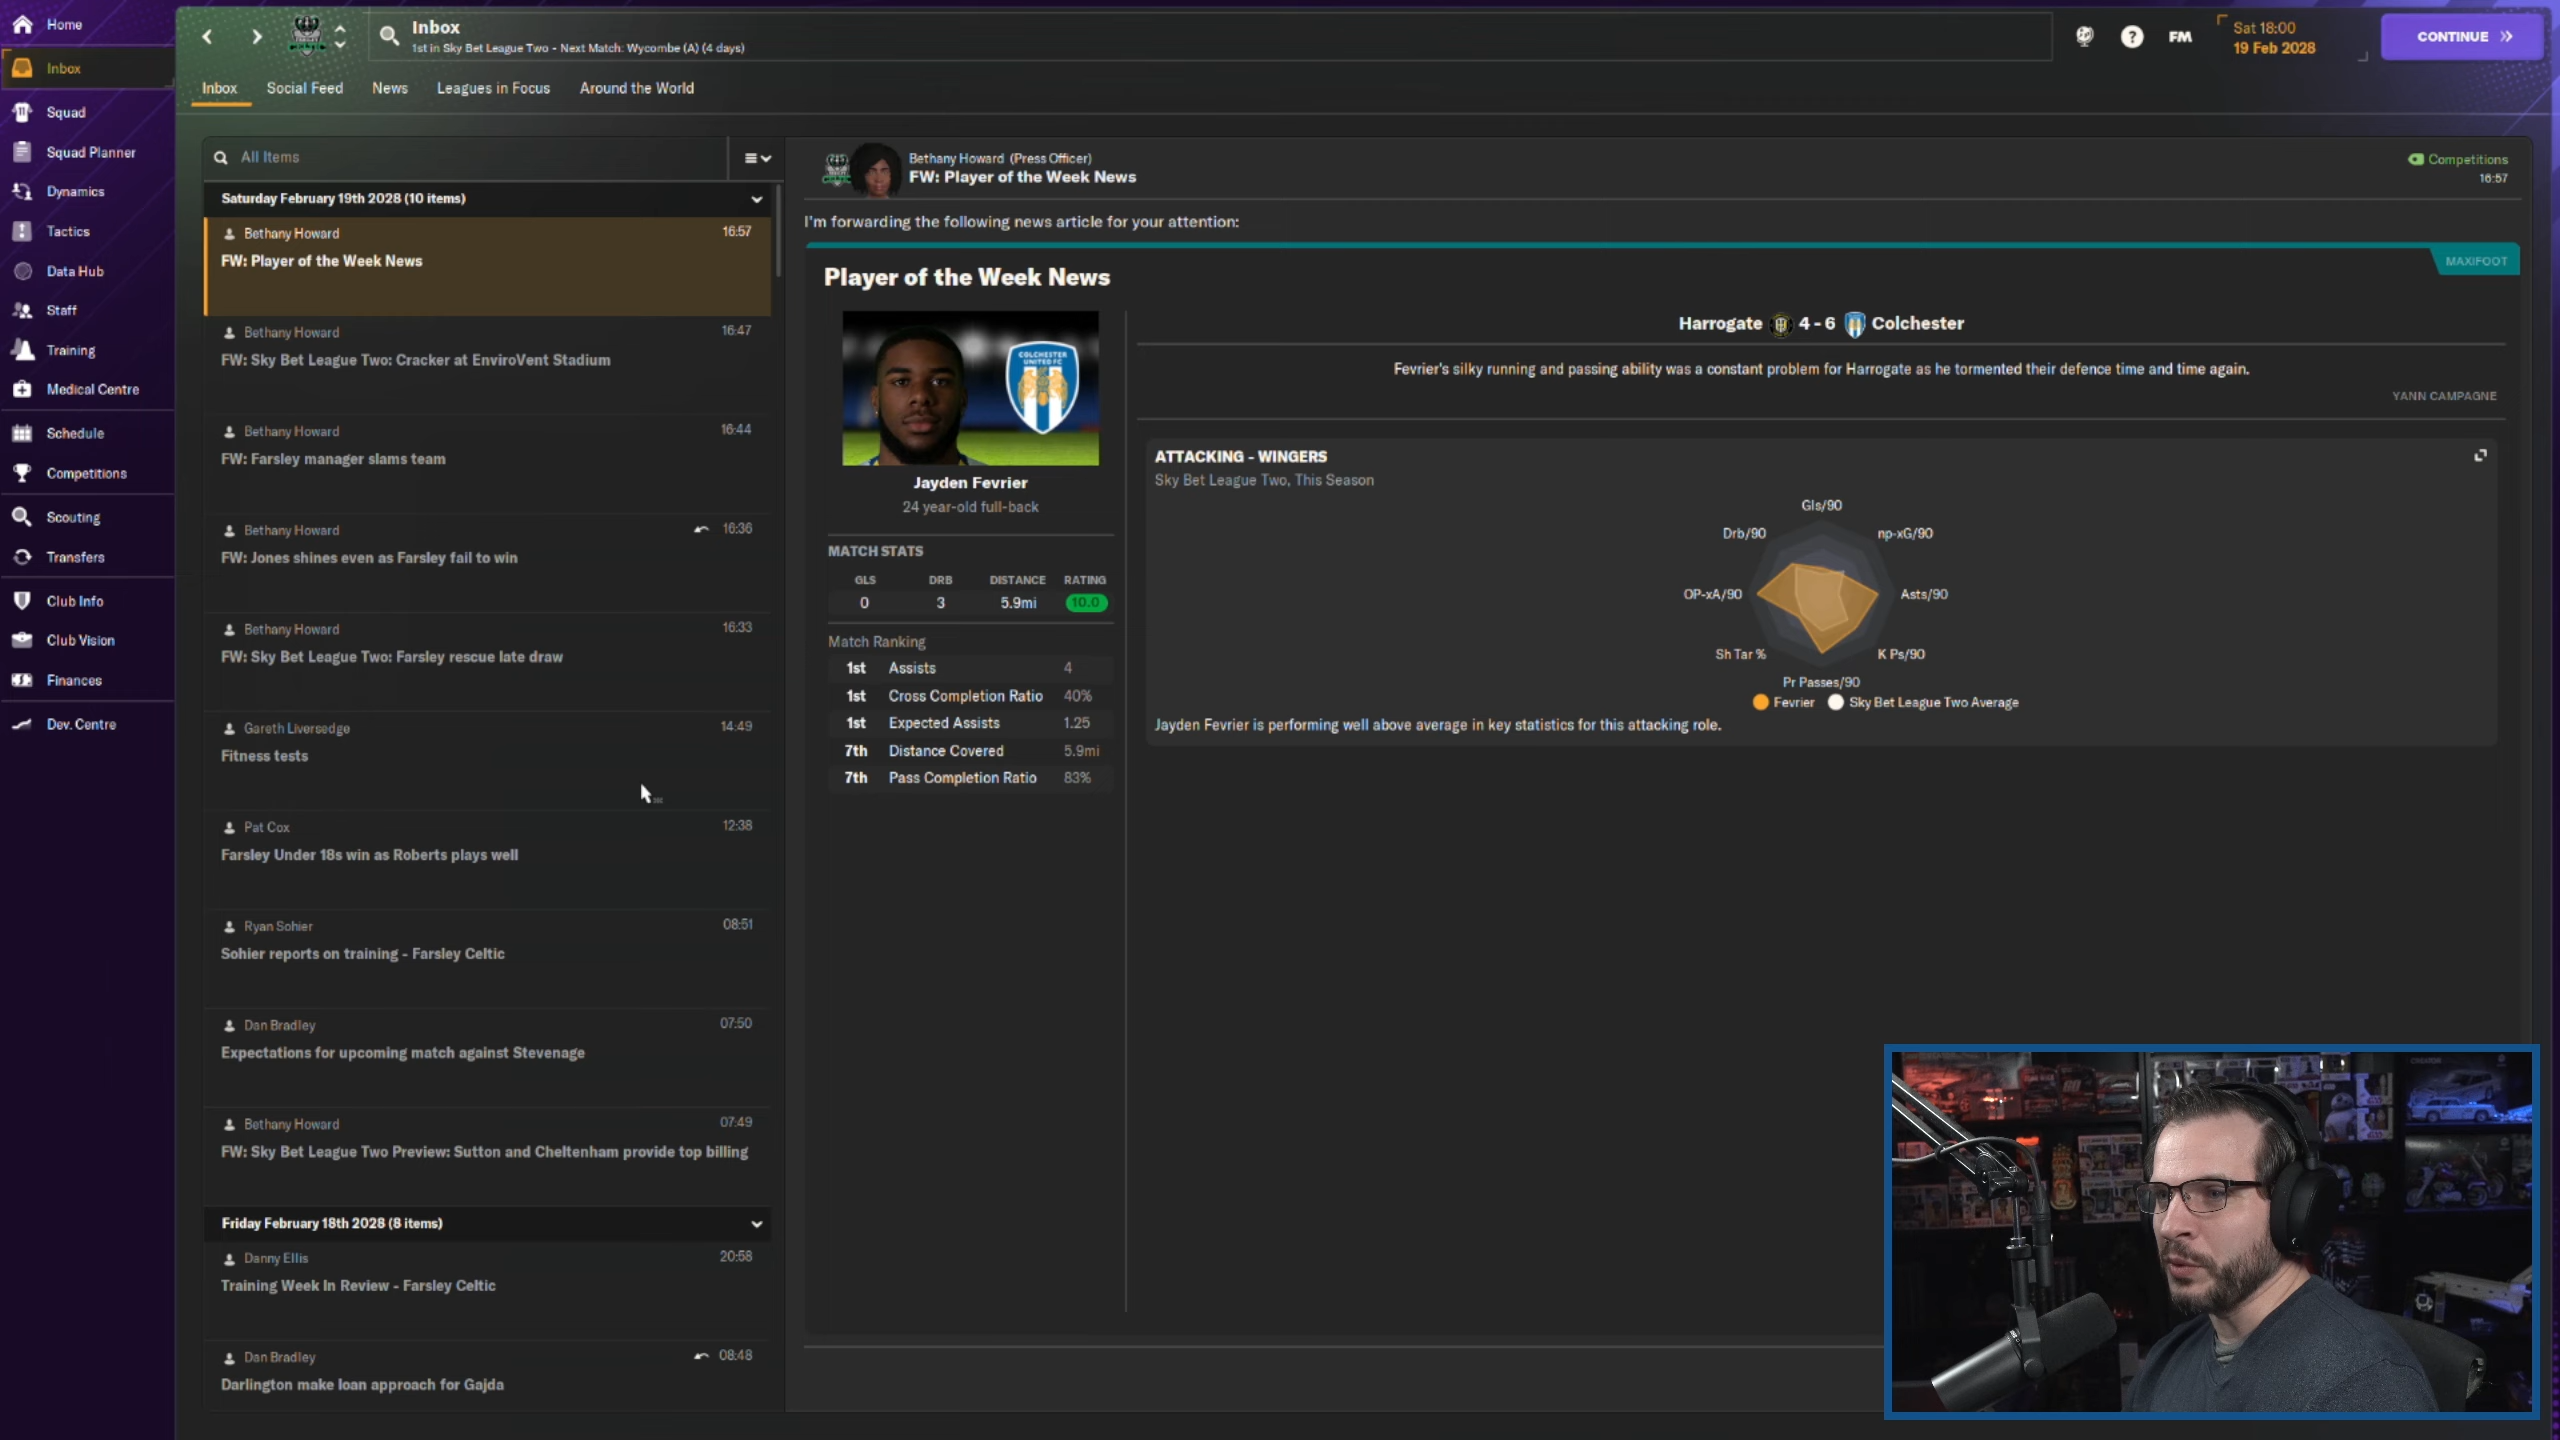 Home
Inbox
Squad
Squad Planner
Dynamics
Tactics
Data Hub
Staff
Training
Medical Centre
Schedule
Competitions
Scouting
Transfers
Club Info
Club Vision
Finances
Dev. Centre
Inbox
1st in Sky Bet League Two - Next Match: Wycombe (A) (4 days)
FM
Sat 18:00
19 Feb 2028
CONTINUE
Inbox Social Feed News Leagues in Focus Around the World
All Items
Saturday February 19th 2028 (10 items)
Bethany Howard 16:57
FW: Player of the Week News
Bethany Howard 16:47
FW: Sky Bet League Two: Cracker at EnviroVent Stadium
Bethany Howard 16:44
FW: Farsley manager slams team
Bethany Howard 16:36
FW: Jones shines even as Farsley fail to win
Bethany Howard 16:33
FW: Sky Bet League Two: Farsley rescue late draw
Gareth Liversedge 14:49
Fitness tests
Pat Cox 12:38
Farsley Under 18s win as Roberts plays well
Ryan Sohier 08:51
Sohier reports on training - Farsley Celtic
Dan Bradley 07:50
Expectations for upcoming match against Stevenage
Bethany Howard 07:49
FW: Sky Bet League Two Preview: Sutton and Cheltenham provide top billing
Friday February 18th 2028 (8 items)
Danny Ellis 20:58
Training Week In Review - Farsley Celtic
Dan Bradley 08:48
Darlington make loan approach for Gajda
Bethany Howard (Press Officer)
FW: Player of the Week News
Competitions
16:57
I'm forwarding the following news article for your attention:
MAXIFOOT
Player of the Week News
COLCHESTER
UNITED FC
Jayden Fevrier
24 year-old full-back
MATCH STATS
GLS DRB DISTANCE RATING
0 3 5.9mi 10.0
Match Ranking
1st Assists 4
1st Cross Completion Ratio 40%
1st Expected Assists 1.25
7th Distance Covered 5.9mi
7th Pass Completion Ratio 83%
Harrogate 4 - 6 Colchester
Fevrier's silky running and passing ability was a constant problem for Harrogate as he tormented their defence time and time again.
YANN CAMPAGNE
ATTACKING - WINGERS
Sky Bet League Two, This Season
Gls/90
Drb/90 np-xG/90
OP-xA/90 Asts/90
Sh Tar % K Ps/90
Pr Passes/90
Fevrier Sky Bet League Two Average
Jayden Fevrier is performing well above average in key statistics for this attacking role.